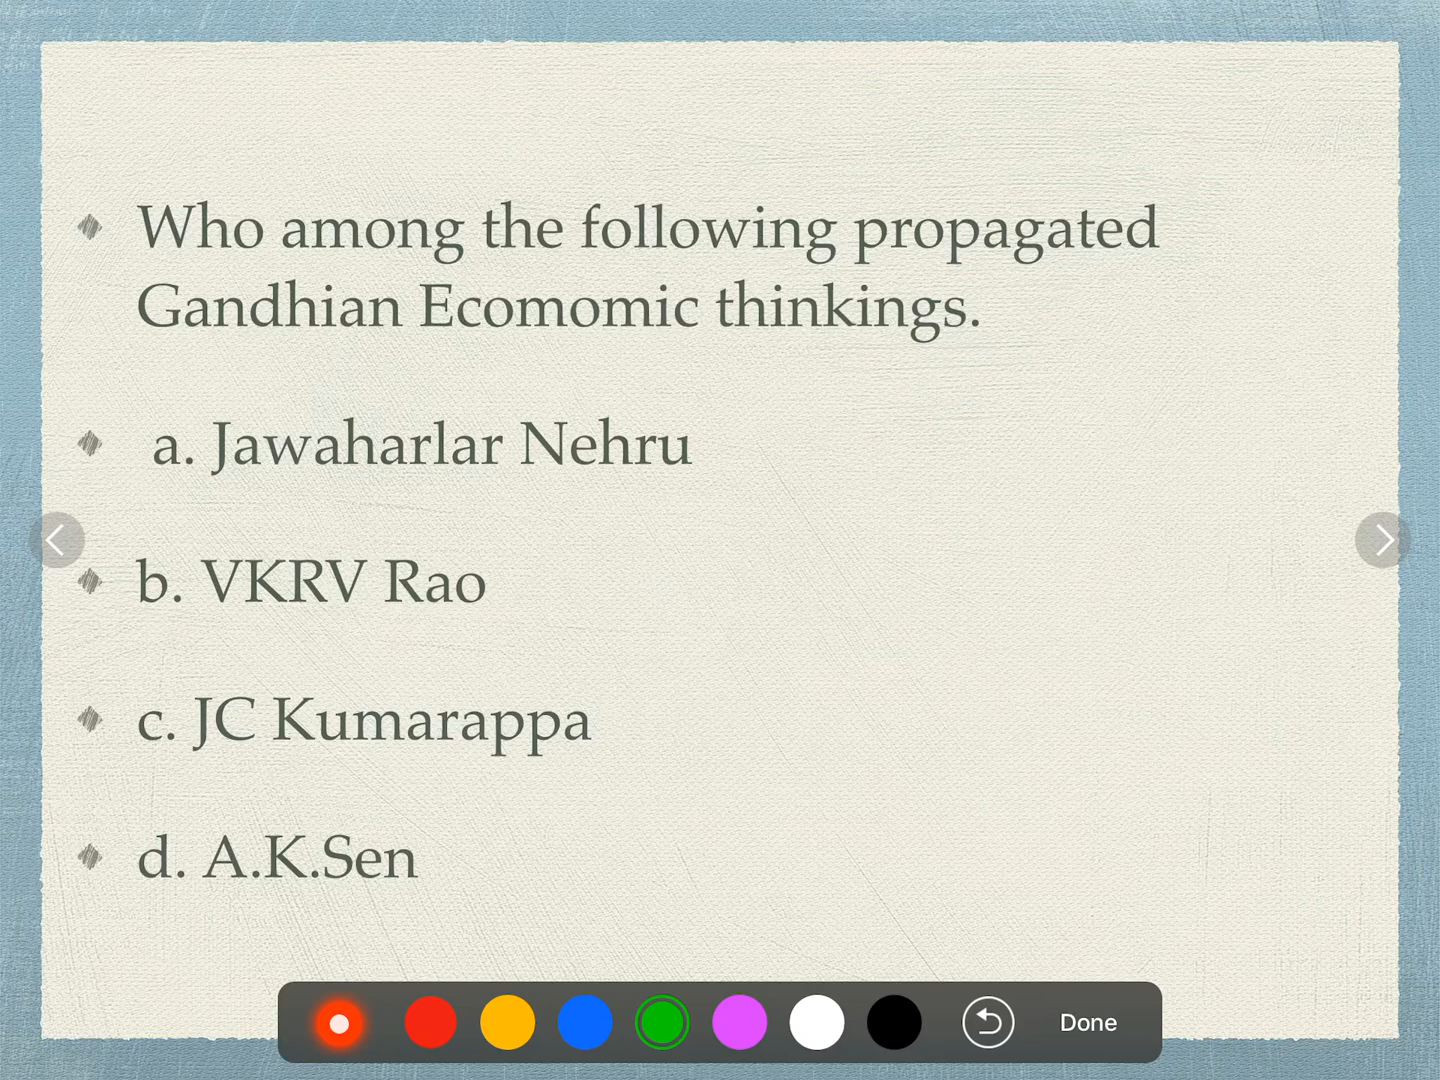 Who among the following propagated
Gandhian Ecomomic thinkings.
a. Jawaharlar Nehru
b. VKRV Rao
c. JC Kumarappa
d. A.K.Sen
Done